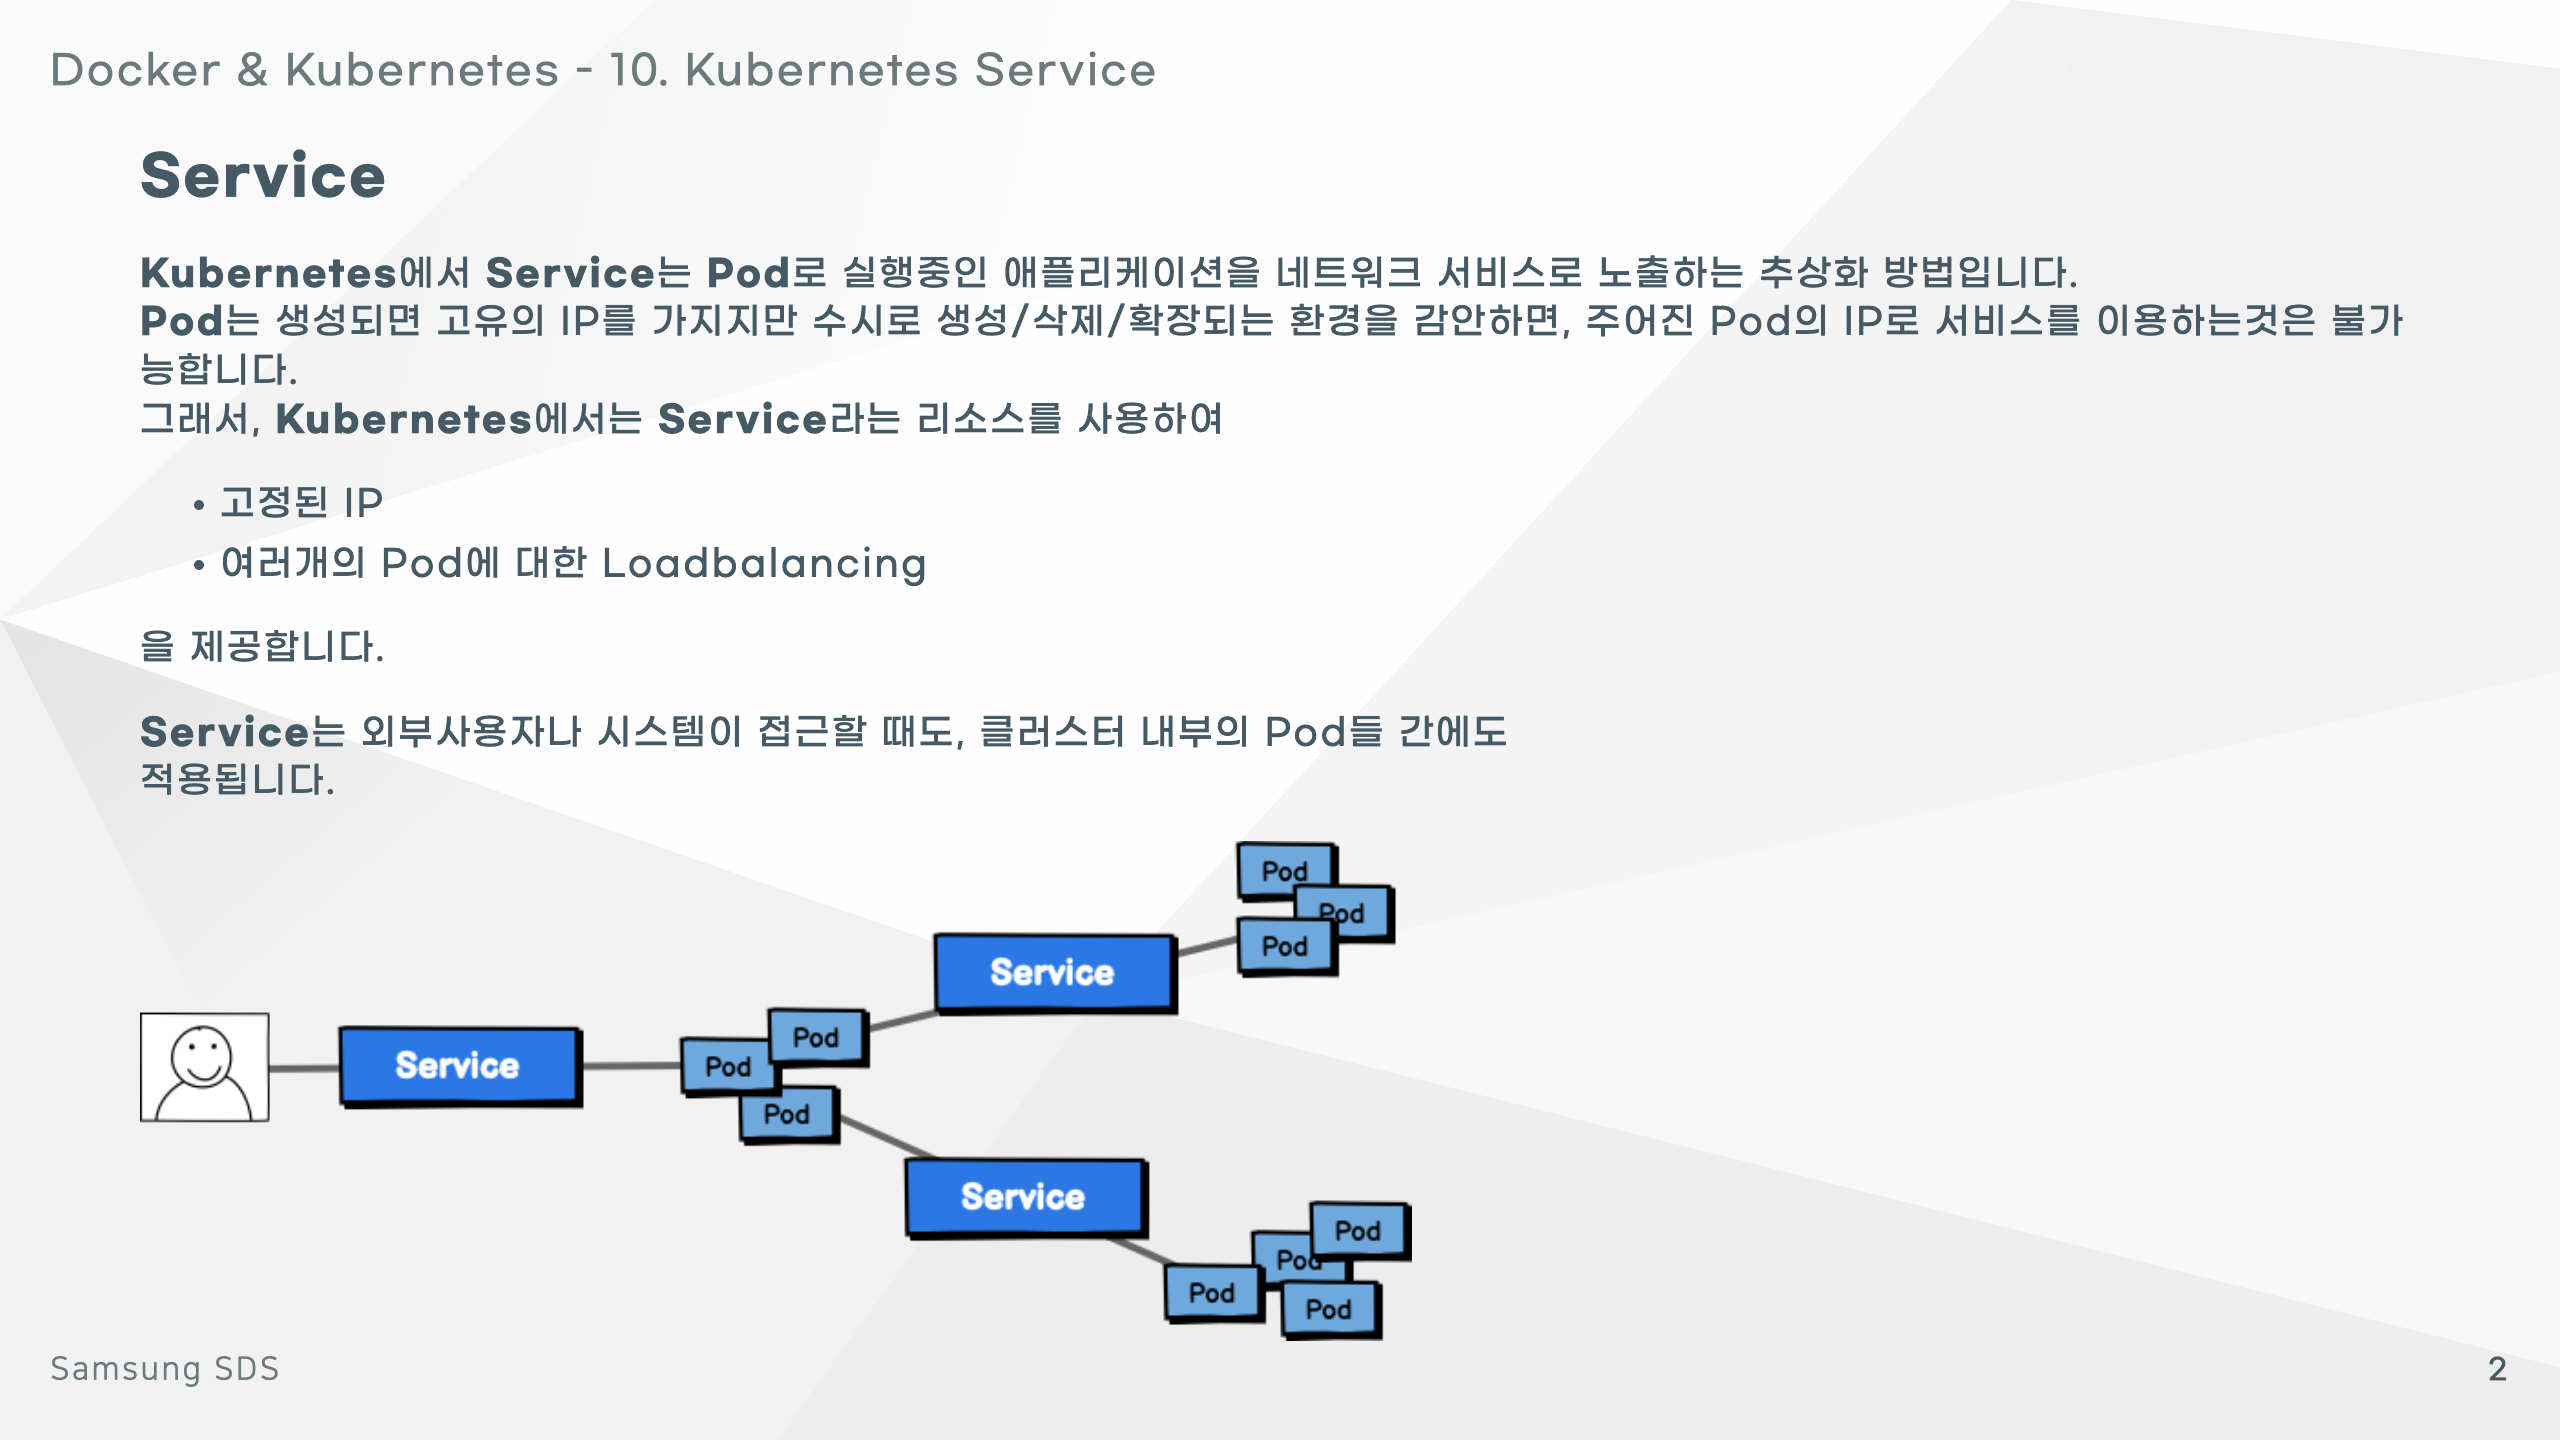 Docker & Kubernetes - 10. Kubernetes Service
Service
Kubernetes에서 Service는 Pod로 실행중인 애플리케이션을 네트워크 서비스로 노출하는 추상화 방법입니다.
Pod는 생성되면 고유의 IP를 가지지만 수시로 생성/삭제/확장되는 환경을 감안하면, 주어진 Pod의 IP로 서비스를 이용하는것은 불가
능합니다.
그래서, Kubernetes에서는 Service라는 리소스를 사용하여
• 고정된 IP
• 여러개의 Pod에 대한 Loadbalancing
을 제공합니다.
Service는 외부사용자나 시스템이 접근할 때도, 클러스터 내부의 Pod들 간에도
적용됩니다.
Pod
Pod
Pod
Service
Pod
Service
Pod
Pod
Service
Pod
Pod
Pod
Pod
Samsung SDS
2